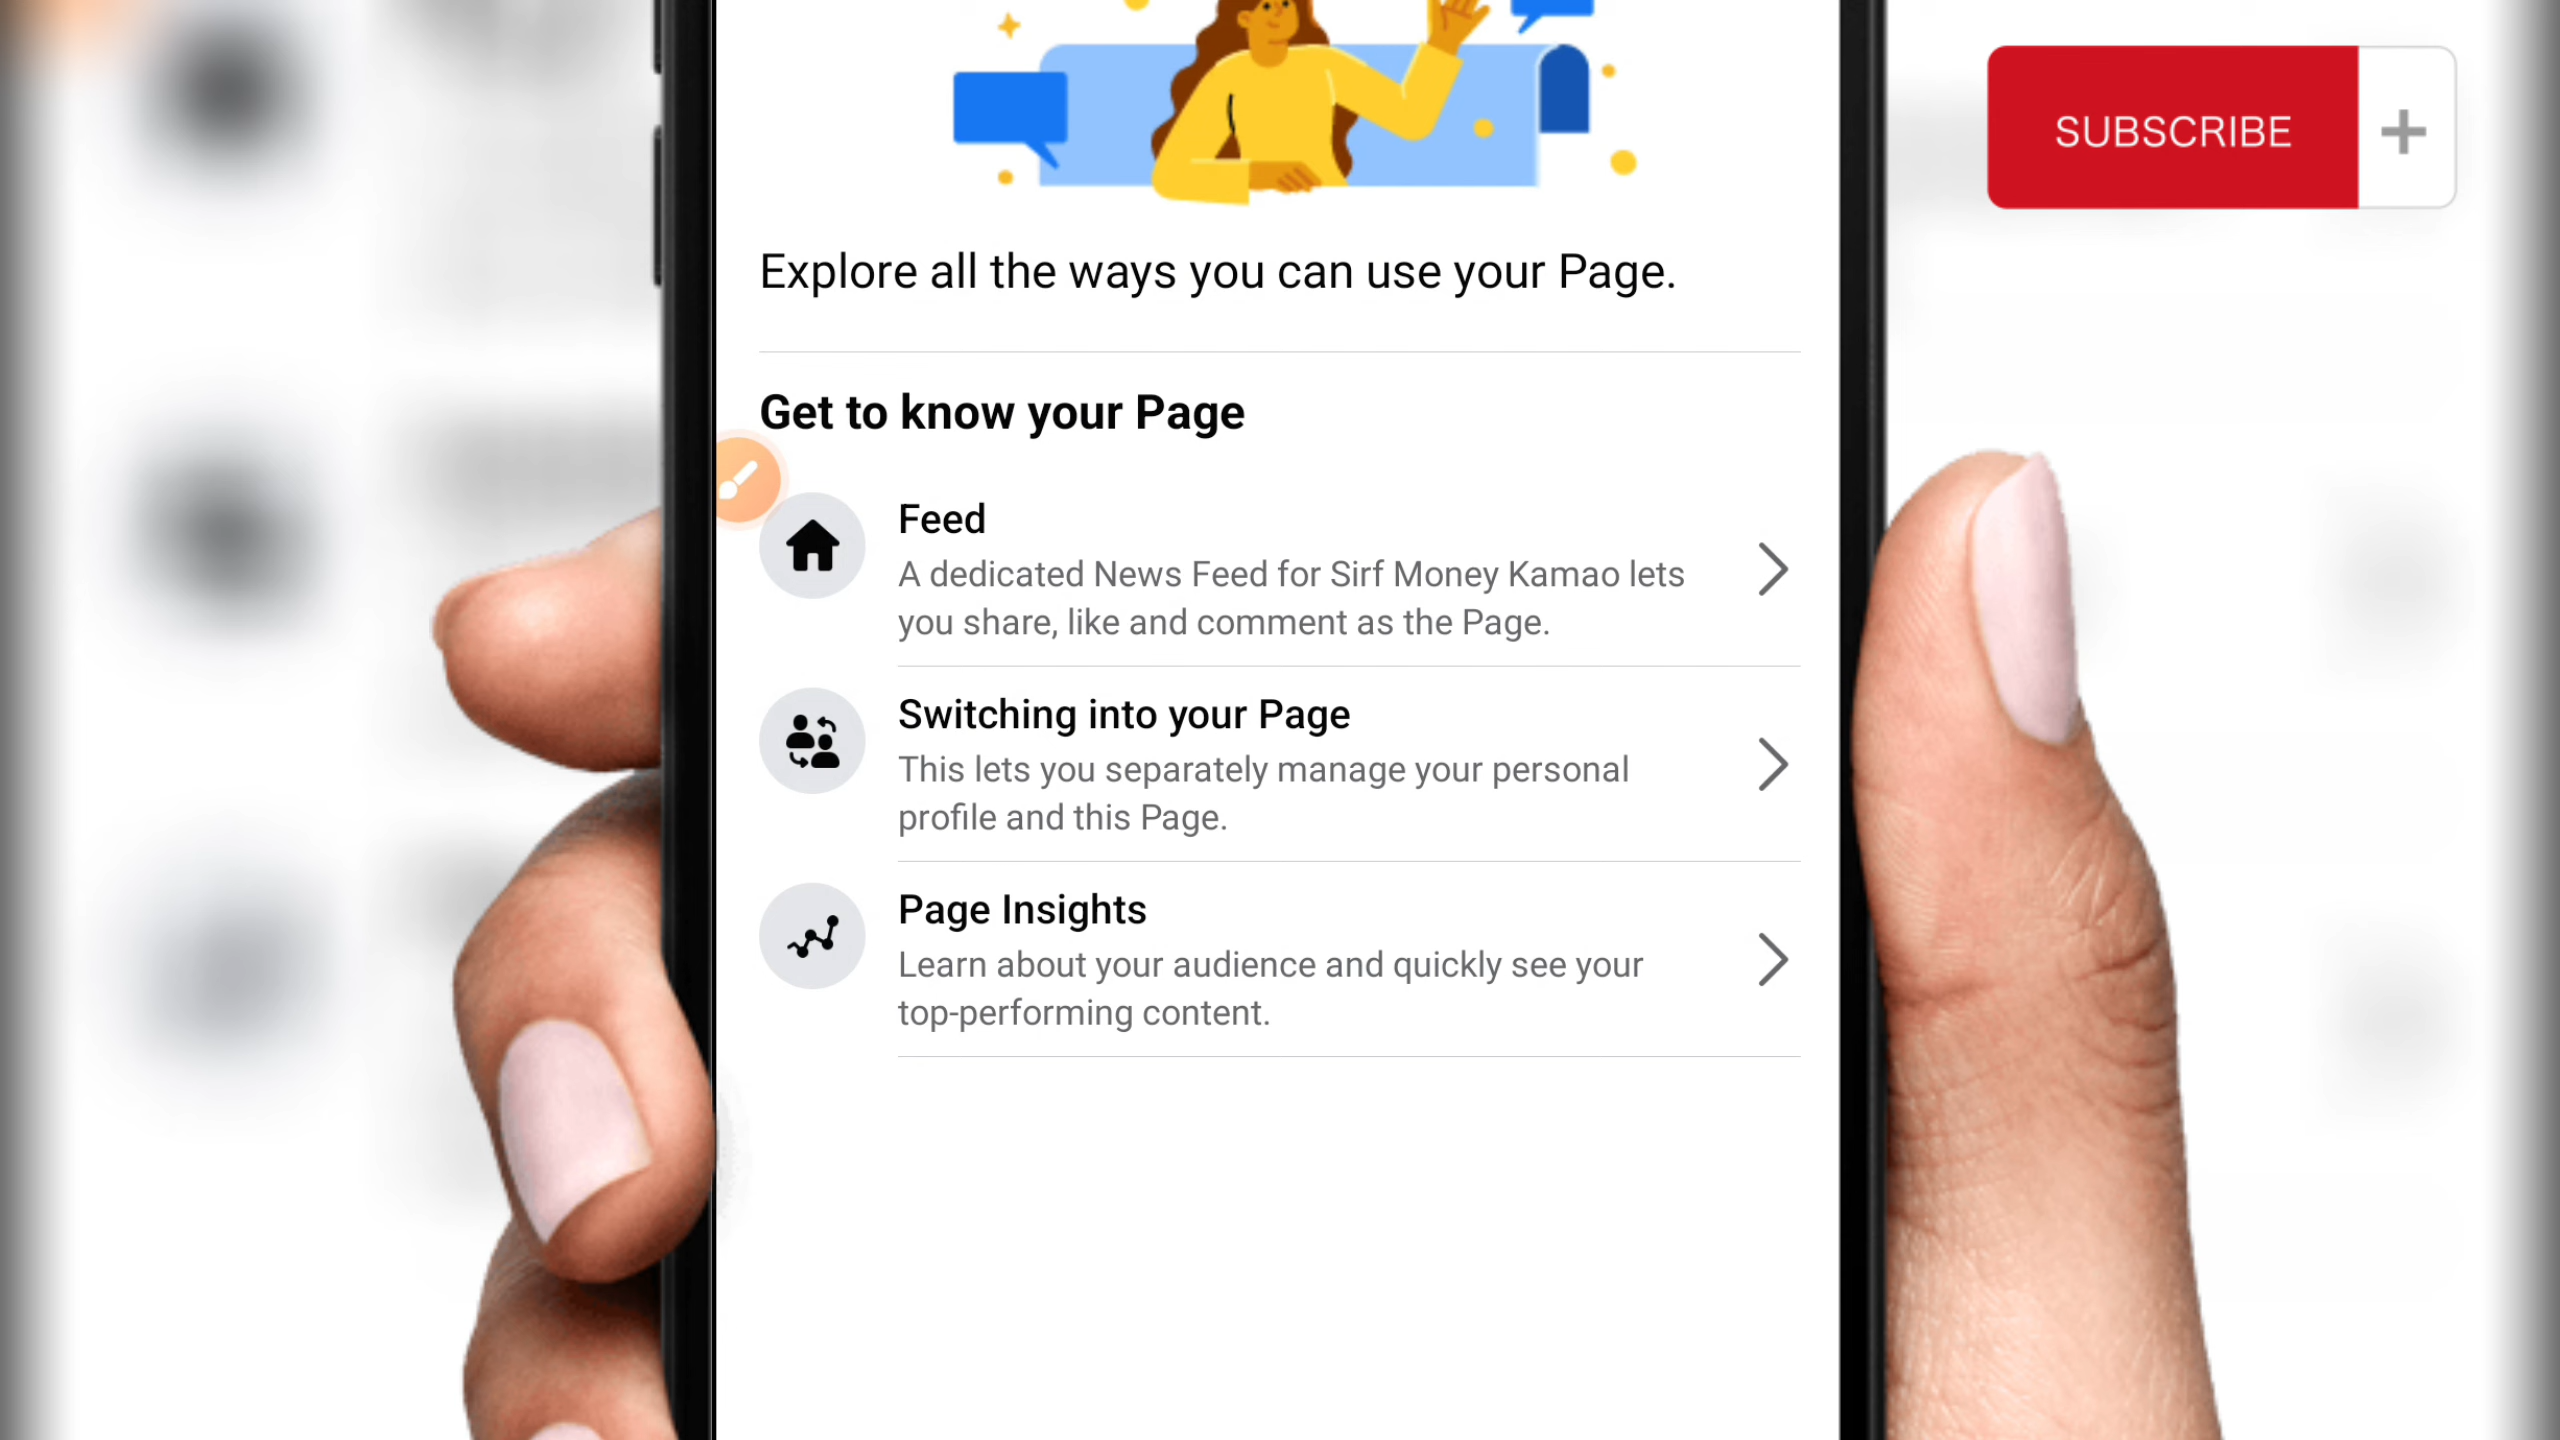 SUBSCRIBE
Explore all the ways you can use your Page.
Get to know your Page
Feed
A dedicated News Feed for Sirf Money Kamao lets
you share, like and comment as the Page.
Switching into your Page
This lets you separately manage your personal
profile and this Page.
Page Insights
Learn about your audience and quickly see your
top-performing content.